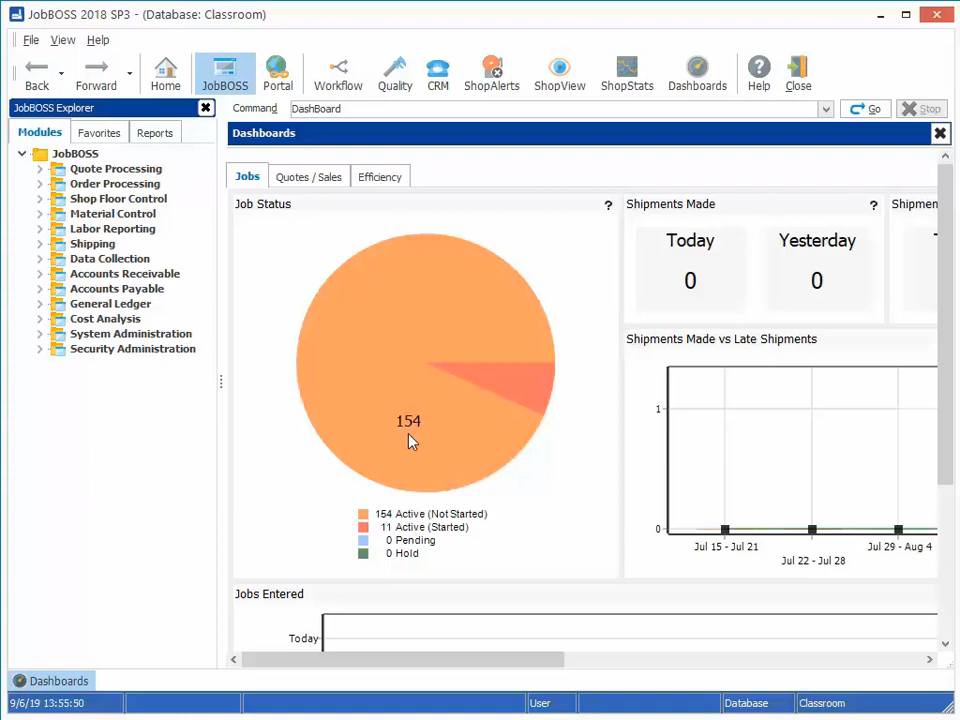 JobBOSS 2018 SP3 - (Database: Classroom)
File View Help
Back Forward Home JobBOSS Portal Workflow Quality CRM ShopAlerts ShopView ShopStats Dashboards Help Close
JobBOSS Explorer
Command DashBoard Go Stop
Modules Favorites Reports
Dashboards
JobBOSS
Quote Processing
Order Processing
Shop Floor Control
Material Control
Labor Reporting
Shipping
Data Collection
Accounts Receivable
Accounts Payable
General Ledger
Cost Analysis
System Administration
Security Administration
Jobs Quotes / Sales Efficiency
Job Status ?
154
154 Active (Not Started)
11 Active (Started)
0 Pending
0 Hold
Shipments Made ?
Today Yesterday
0 0
Shipmen
Shipments Made vs Late Shipments
1
0
Jul 15 - Jul 21 Jul 29 - Aug 4
Jul 22 - Jul 28
Jobs Entered
Today
Dashboards
9/6/19 13:55:50 User Database Classroom